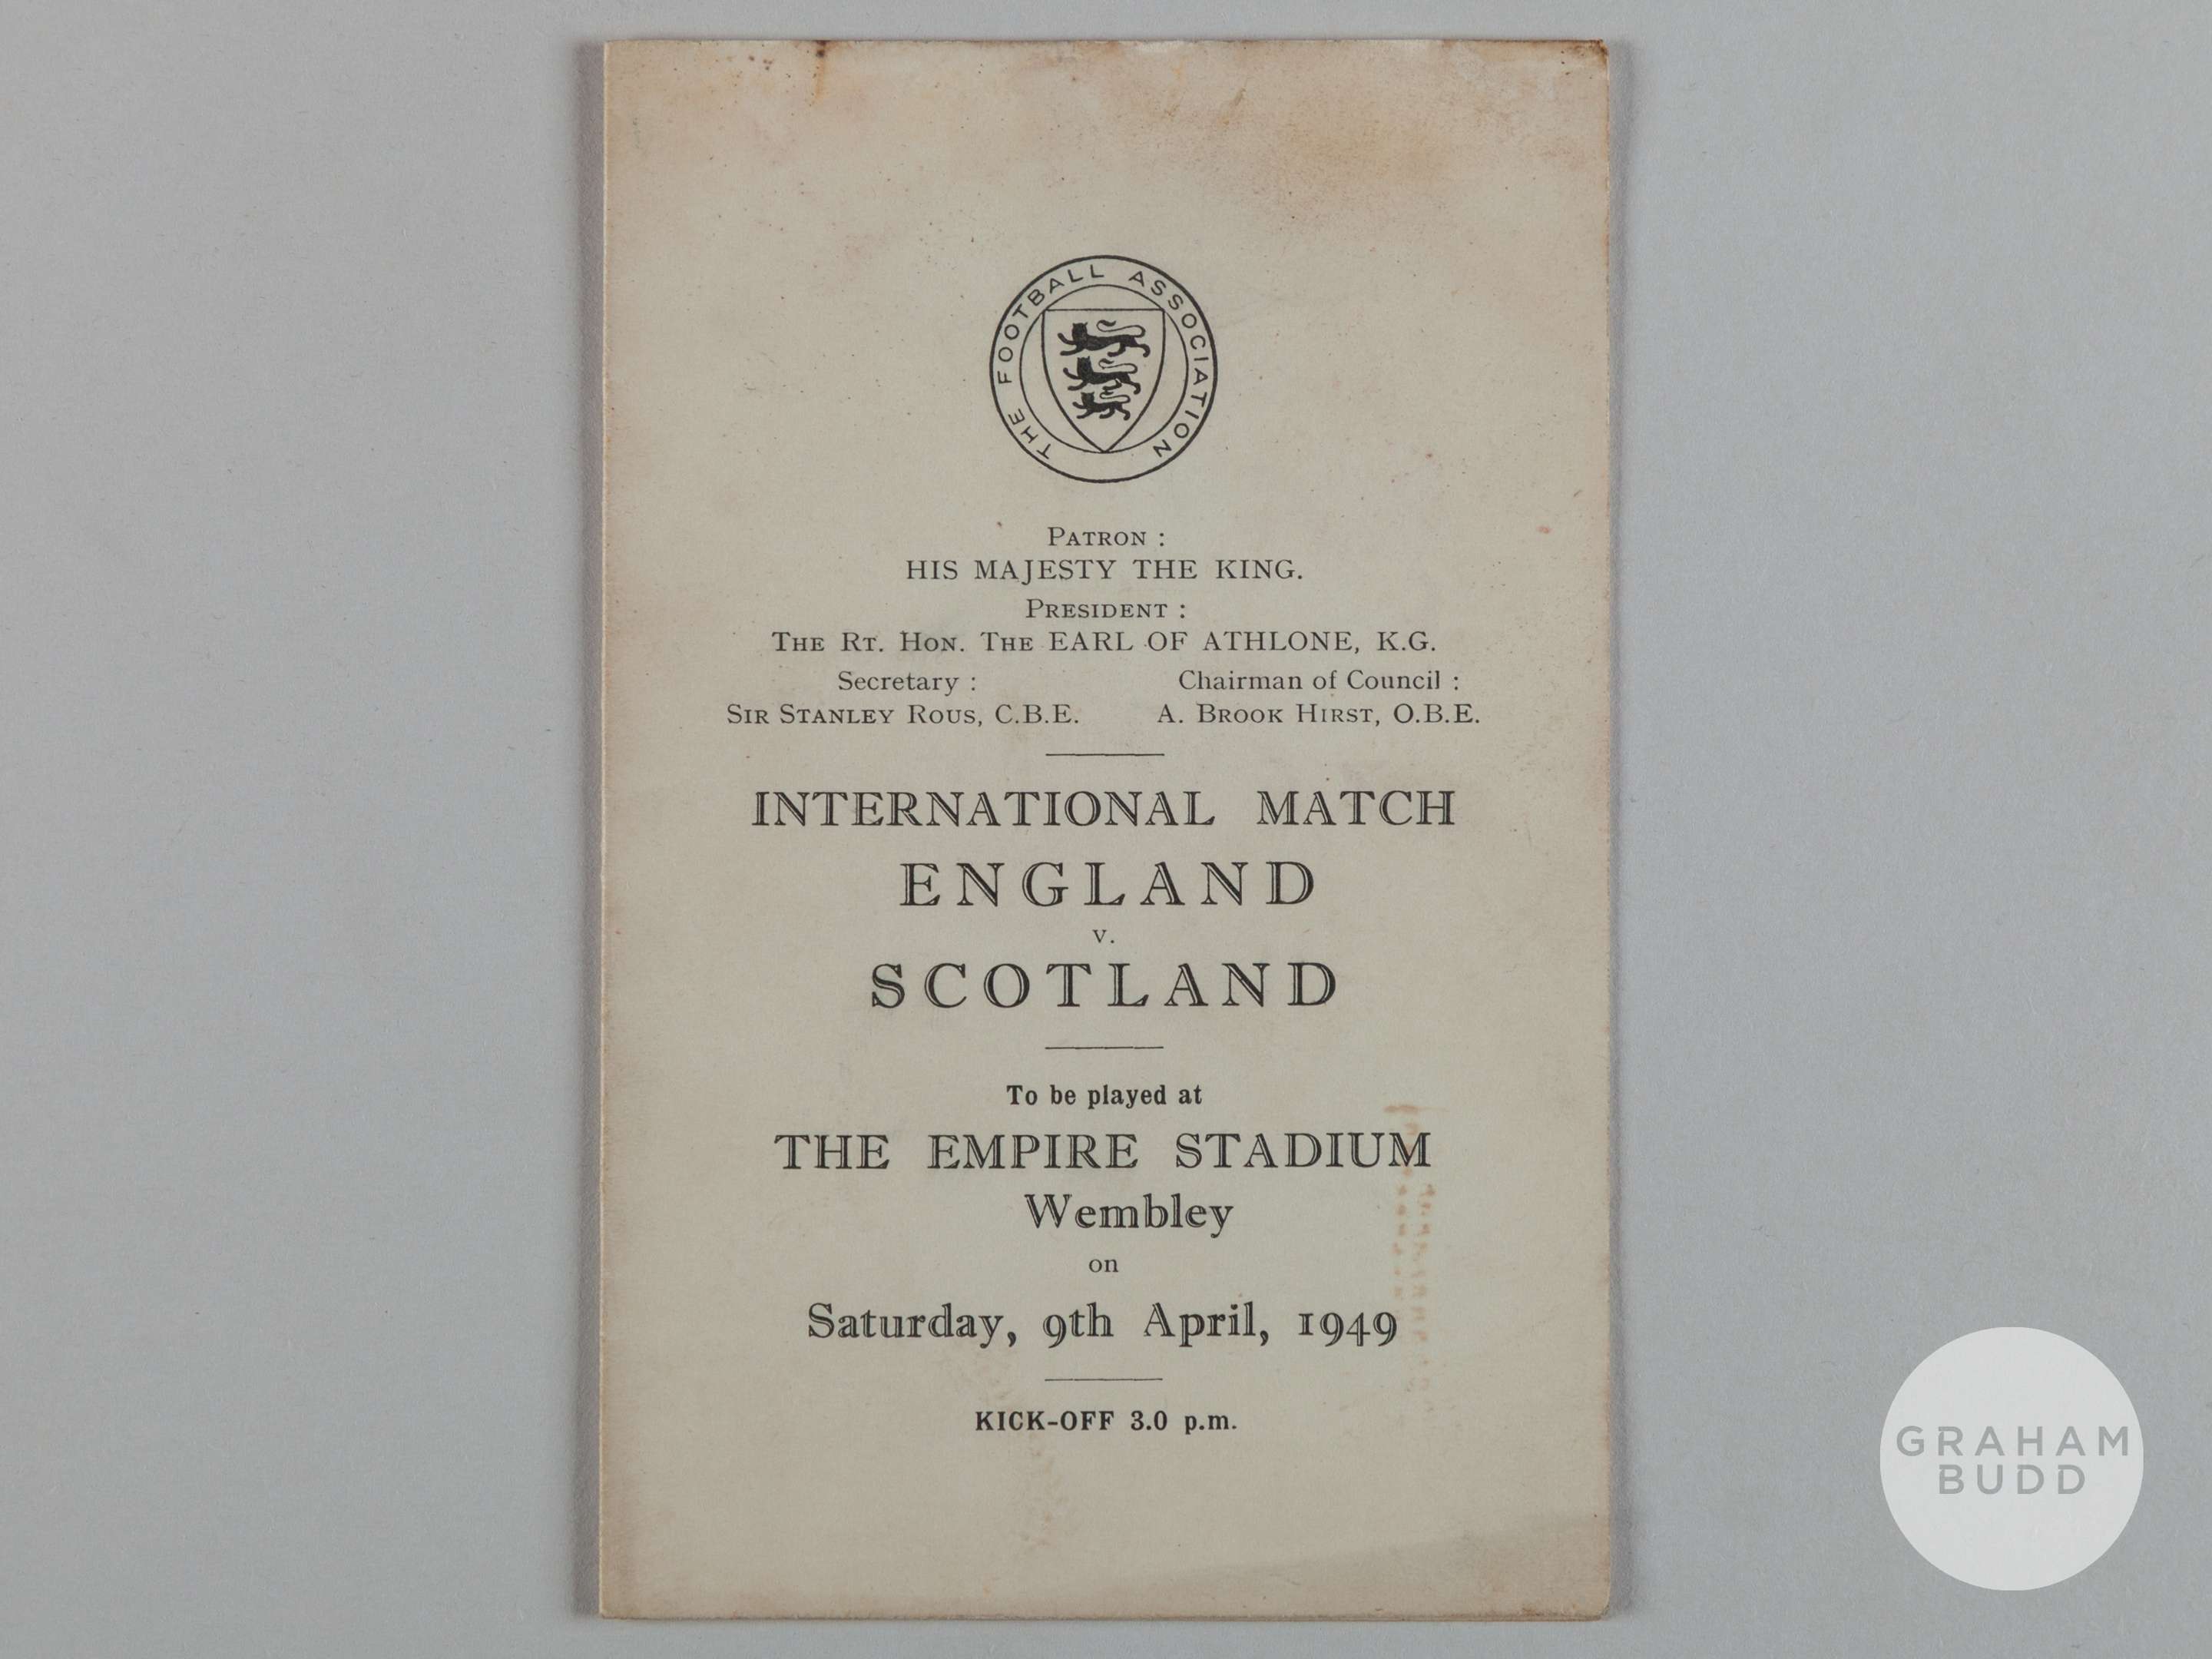 THE FOOTBALL ASSOCIATION
PATRON :
HIS MAJESTY THE KING.
PRESIDENT :
THE RT. HON. THE EARL OF ATHLONE, K.G.
Secretary : Chairman of Council :
SIR STANLEY ROUS, C.B.E. A. BROOK HIRST, O.B.E.
INTERNATIONAL MATCH
ENGLAND
v.
SCOTLAND
To be played at
THE EMPIRE STADIUM
Wembley
on
Saturday, 9th April, 1949
KICK-OFF 3.0 p.m.
GRAHAM
BUDD